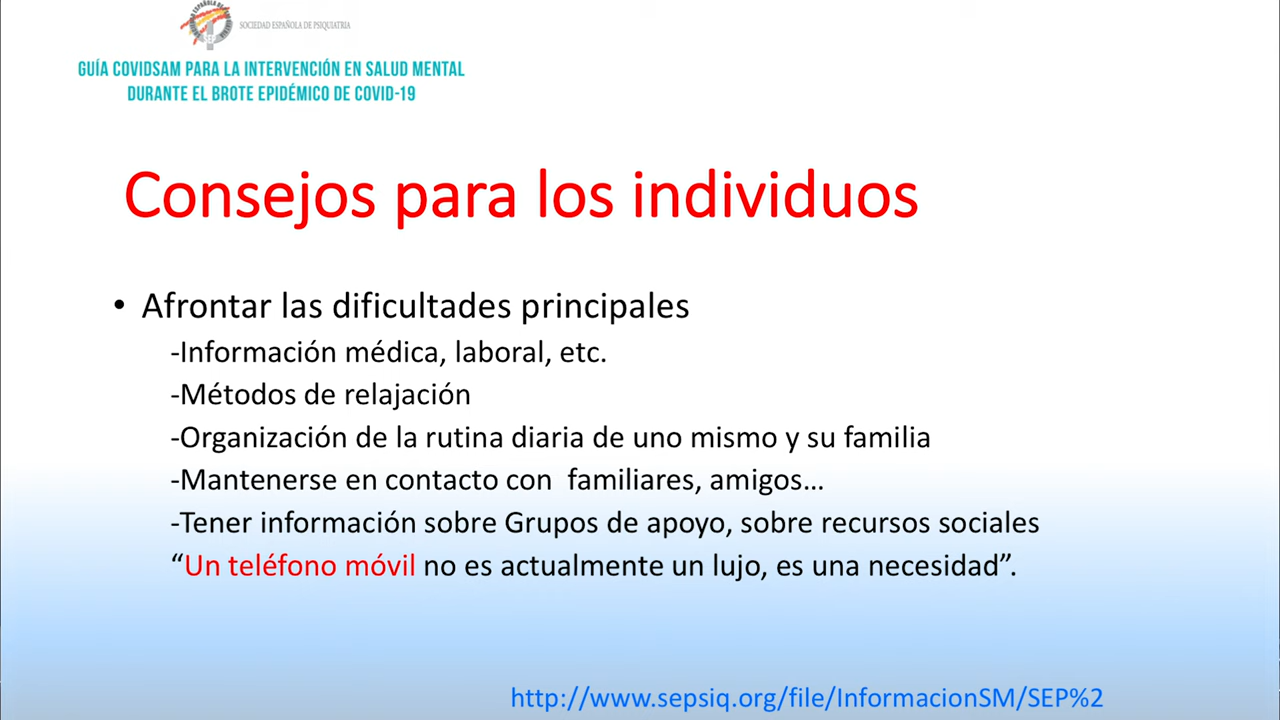 SOCIEDAD ESPAÑOLA DE PSIQUIATRIA
GUÍA COVIDSAM PARA LA INTERVENCIÓN EN SALUD MENTAL
DURANTE EL BROTE EPIDÉMICO DE COVID-19
Consejos para los individuos
• Afrontar las dificultades principales
-Información médica, laboral, etc.
-Métodos de relajación
-Organización de la rutina diaria de uno mismo y su familia
-Mantenerse en contacto con familiares, amigos…
-Tener información sobre Grupos de apoyo, sobre recursos sociales
“Un teléfono móvil no es actualmente un lujo, es una necesidad”.
http://www.sepsiq.org/file/InformacionSM/SEP%2